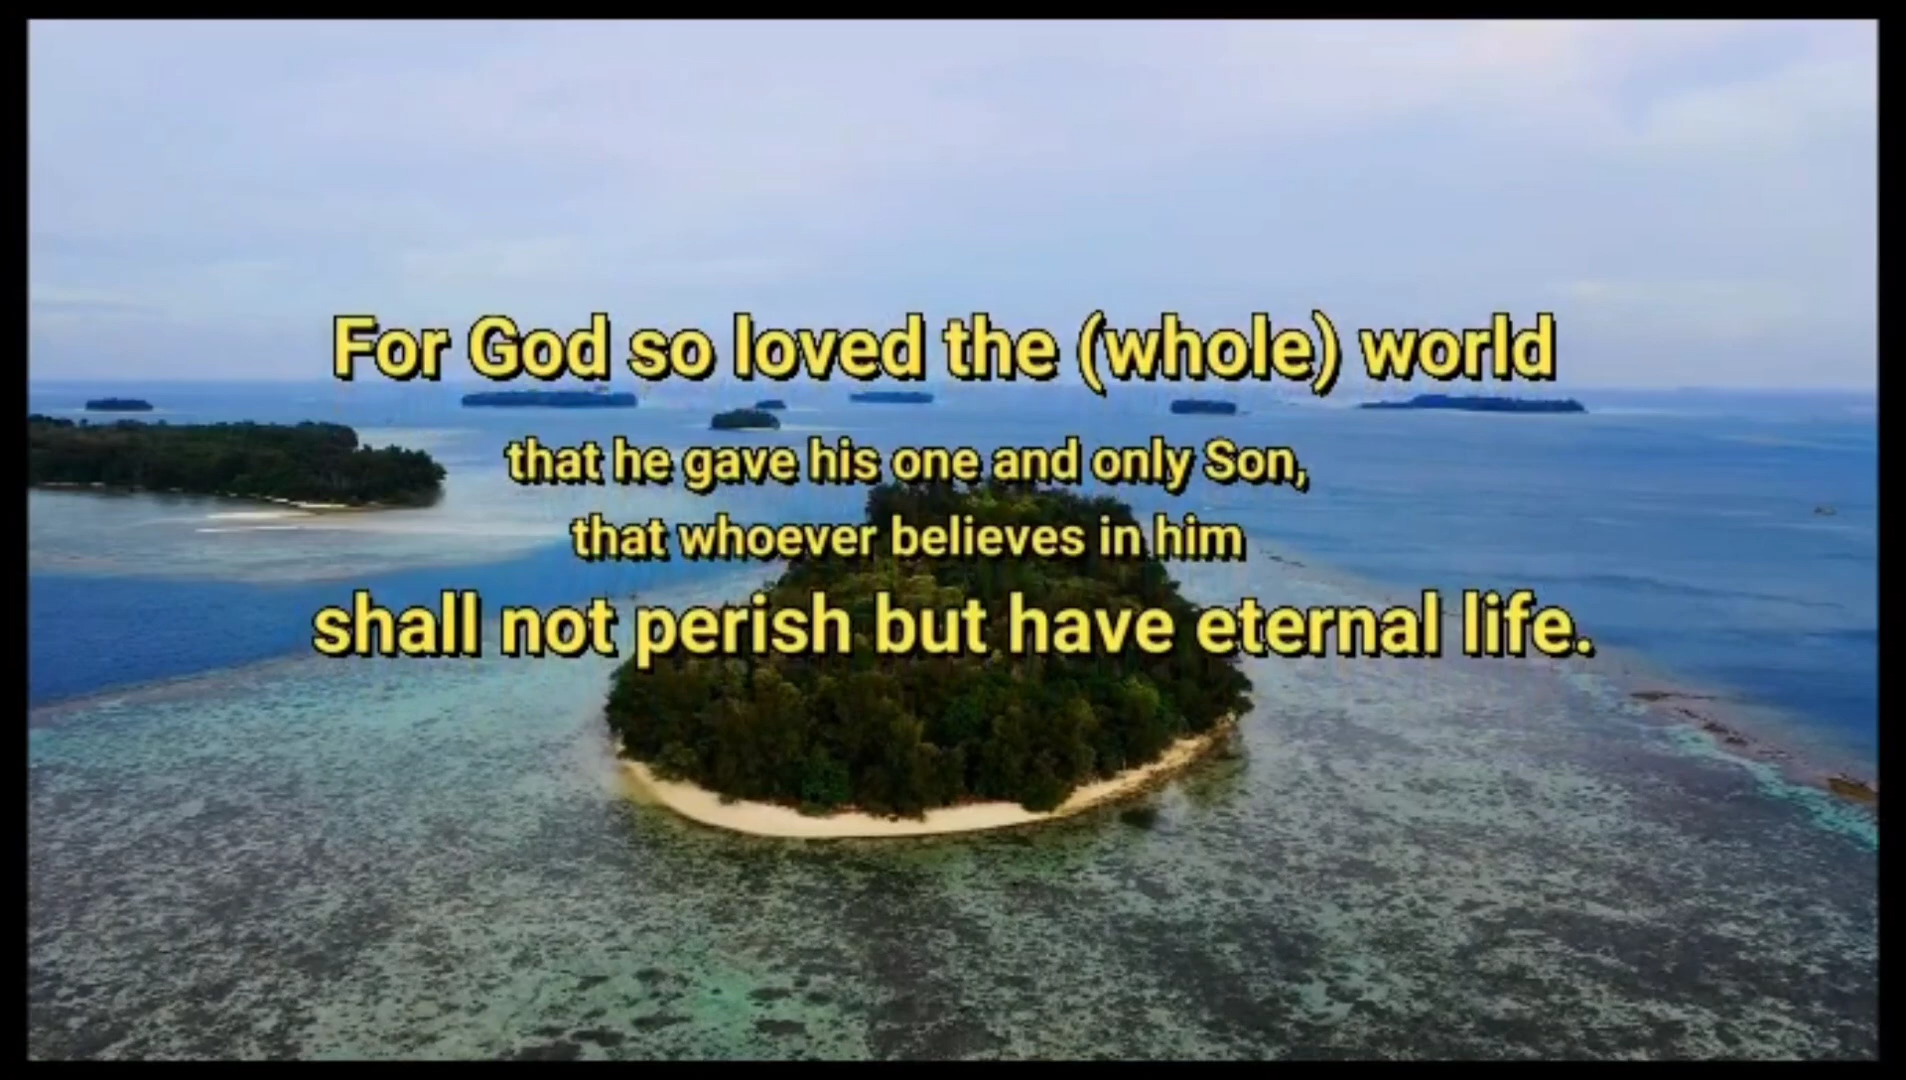 For God so loved the (whole) world
that he gave his one and only Son,
that whoever believes in him
shall not perish but have eternal life.